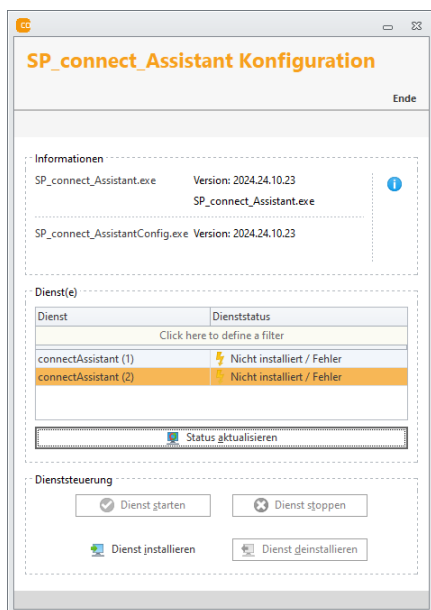 co
SP_connect_Assistant Konfiguration
Ende
Informationen
SP_connect_Assistant.exe Version: 2024.24.10.23
SP_connect_Assistant.exe
SP_connect_AssistantConfig.exe Version: 2024.24.10.23
Dienst(e)
Dienst Dienststatus
Click here to define a filter
connectAssistant (1) Nicht installiert / Fehler
connectAssistant (2) Nicht installiert / Fehler
Status aktualisieren
Dienststeuerung
Dienst starten Dienst stoppen
Dienst installieren Dienst deinstallieren